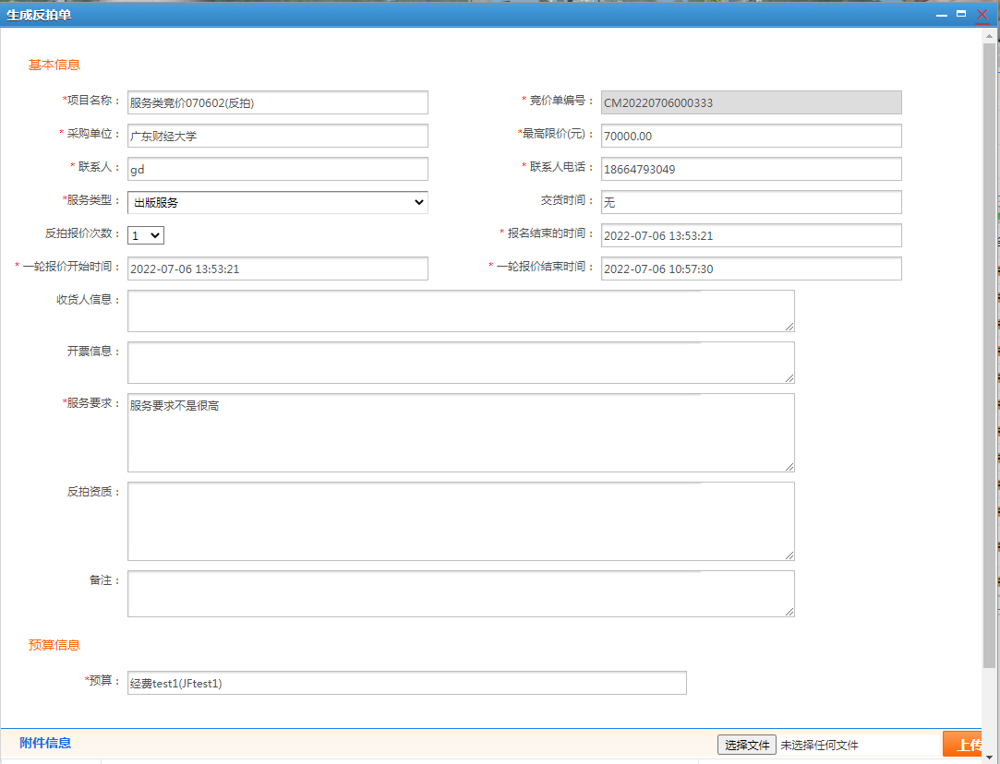 生成反拍单
基本信息
*项目名称： 服务类竞价070602(反拍) * 竞价单编号： CM20220706000333
* 采购单位： 广东财经大学 *最高限价(元)： 70000.00
* 联系人： gd * 联系人电话： 18664793049
*服务类型： 出版服务 交货时间： 无
反拍报价次数： 1 * 报名结束的时间： 2022-07-06 13:53:21
* 一轮报价开始时间： 2022-07-06 13:53:21 * 一轮报价结束时间： 2022-07-06 10:57:30
收货人信息：
开票信息：
*服务要求： 服务要求不是很高
反拍资质：
备注：
预算信息
*预算： 经费test1(JFtest1)
附件信息 选择文件 未选择任何文件 上传